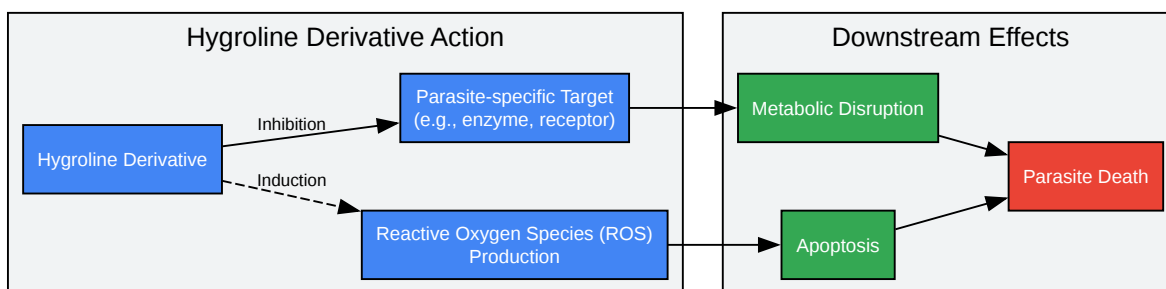 Hygroline Derivative Action
Hygroline Derivative
Inhibition
Induction
Parasite-specific Target
(e.g., enzyme, receptor)
Reactive Oxygen Species (ROS)
Production
Downstream Effects
Metabolic Disruption
Apoptosis
Parasite Death